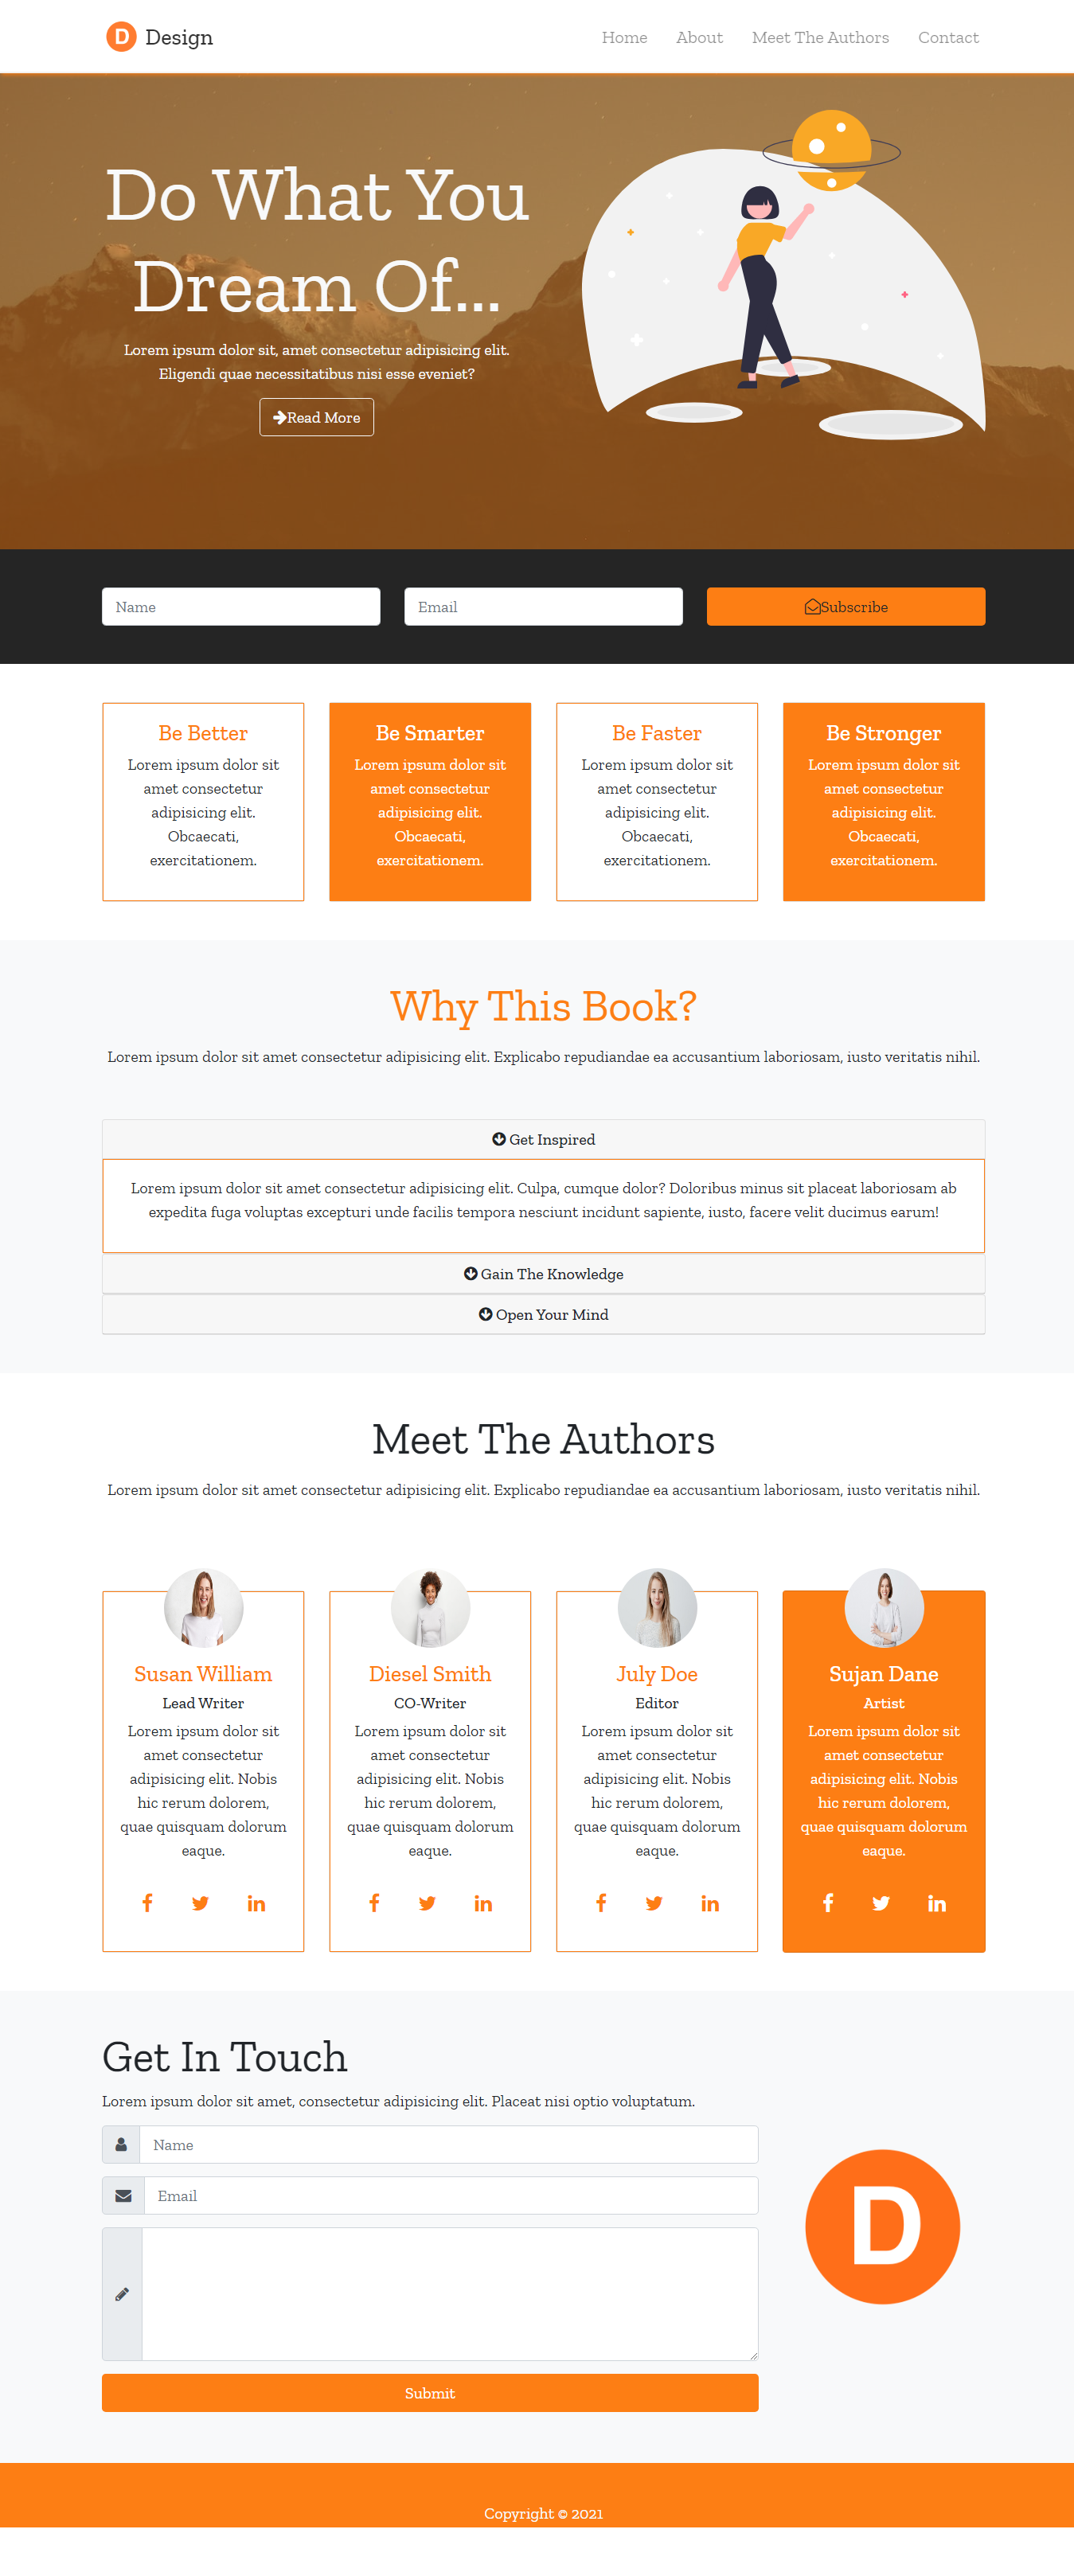 D Design
Home About Meet The Authors Contact
Do What You
Dream Of...
Lorem ipsum dolor sit, amet consectetur adipisicing elit.
Eligendi quae necessitatibus nisi esse eveniet?
Read More
Name
Email
Subscribe
Be Better
Lorem ipsum dolor sit
amet consectetur
adipisicing elit.
Obcaecati,
exercitationem.
Be Smarter
Lorem ipsum dolor sit
amet consectetur
adipisicing elit.
Obcaecati,
exercitationem.
Be Faster
Lorem ipsum dolor sit
amet consectetur
adipisicing elit.
Obcaecati,
exercitationem.
Be Stronger
Lorem ipsum dolor sit
amet consectetur
adipisicing elit.
Obcaecati,
exercitationem.
Why This Book?
Lorem ipsum dolor sit amet consectetur adipisicing elit. Explicabo repudiandae ea accusantium laboriosam, iusto veritatis nihil.
Get Inspired
Lorem ipsum dolor sit amet consectetur adipisicing elit. Culpa, cumque dolor? Doloribus minus sit placeat laboriosam ab
expedita fuga voluptas excepturi unde facilis tempora nesciunt incidunt sapiente, iusto, facere velit ducimus earum!
Gain The Knowledge
Open Your Mind
Meet The Authors
Lorem ipsum dolor sit amet consectetur adipisicing elit. Explicabo repudiandae ea accusantium laboriosam, iusto veritatis nihil.
Susan William
Lead Writer
Lorem ipsum dolor sit
amet consectetur
adipisicing elit. Nobis
hic rerum dolorem,
quae quisquam dolorum
eaque.
Diesel Smith
CO-Writer
Lorem ipsum dolor sit
amet consectetur
adipisicing elit. Nobis
hic rerum dolorem,
quae quisquam dolorum
eaque.
July Doe
Editor
Lorem ipsum dolor sit
amet consectetur
adipisicing elit. Nobis
hic rerum dolorem,
quae quisquam dolorum
eaque.
Sujan Dane
Artist
Lorem ipsum dolor sit
amet consectetur
adipisicing elit. Nobis
hic rerum dolorem,
quae quisquam dolorum
eaque.
Get In Touch
Lorem ipsum dolor sit amet, consectetur adipisicing elit. Placeat nisi optio voluptatum.
Name
Email
Submit
D
Copyright © 2021